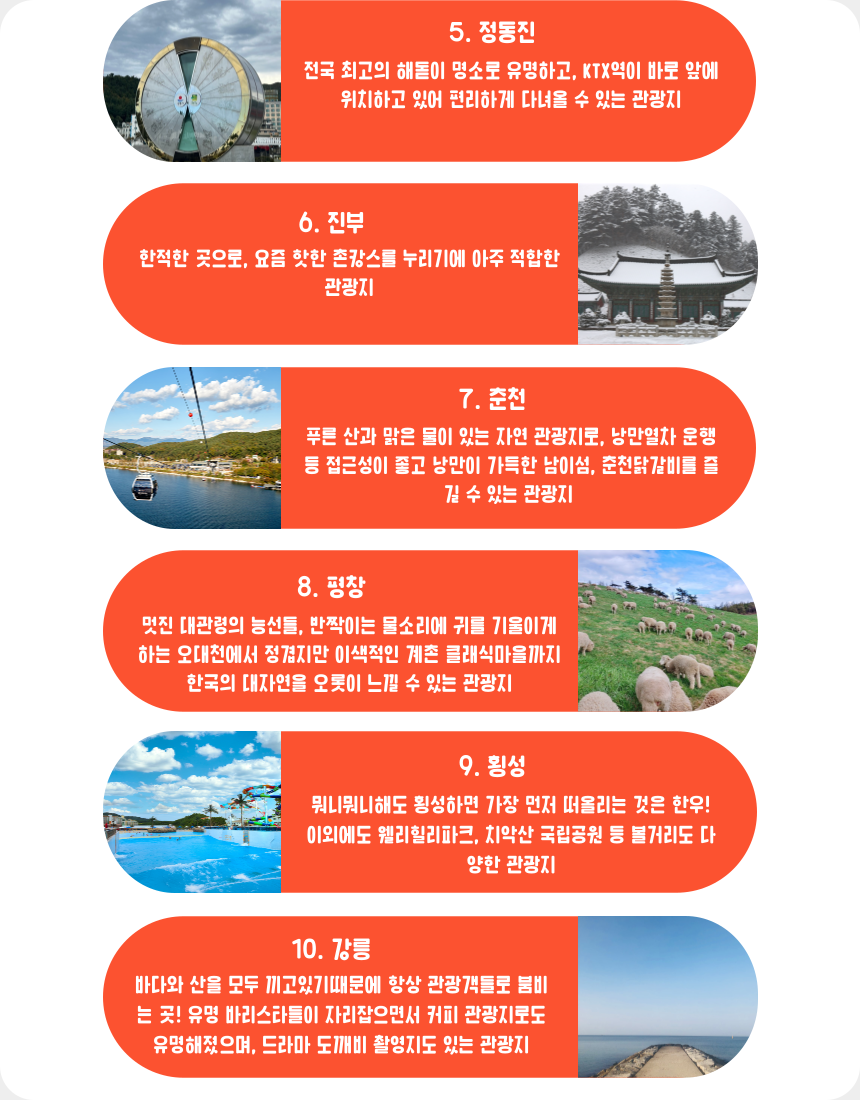 5. 정동진
전국 최고의 해돋이 명소로 유명하고, KTX역이 바로 앞에
위치하고 있어 편리하게 다녀올 수 있는 관광지
6. 진부
한적한 곳으로, 요즘 핫한 촌캉스를 누리기에 아주 적합한
관광지
7. 춘천
푸른 산과 맑은 물이 있는 자연 관광지로, 낭만열차 운행
등 접근성이 좋고 낭만이 가득한 남이섬, 춘천닭갈비를 즐
길 수 있는 관광지
8. 평창
멋진 대관령의 능선들, 반짝이는 물소리에 귀를 기울이게
하는 오대천에서 정겹지만 이색적인 계촌 클래식마을까지
한국의 대자연을 오롯이 느낄 수 있는 관광지
9. 횡성
뭐니뭐니해도 횡성하면 가장 먼저 떠올리는 것은 한우!
이외에도 웰리힐리파크, 치악산 국립공원 등 볼거리도 다
양한 관광지
10. 강릉
바다와 산을 모두 끼고있기때문에 항상 관광객들로 붐비
는 곳! 유명 바리스타들이 자리잡으면서 커피 관광지로도
유명해졌으며, 드라마 도깨비 촬영지도 있는 관광지